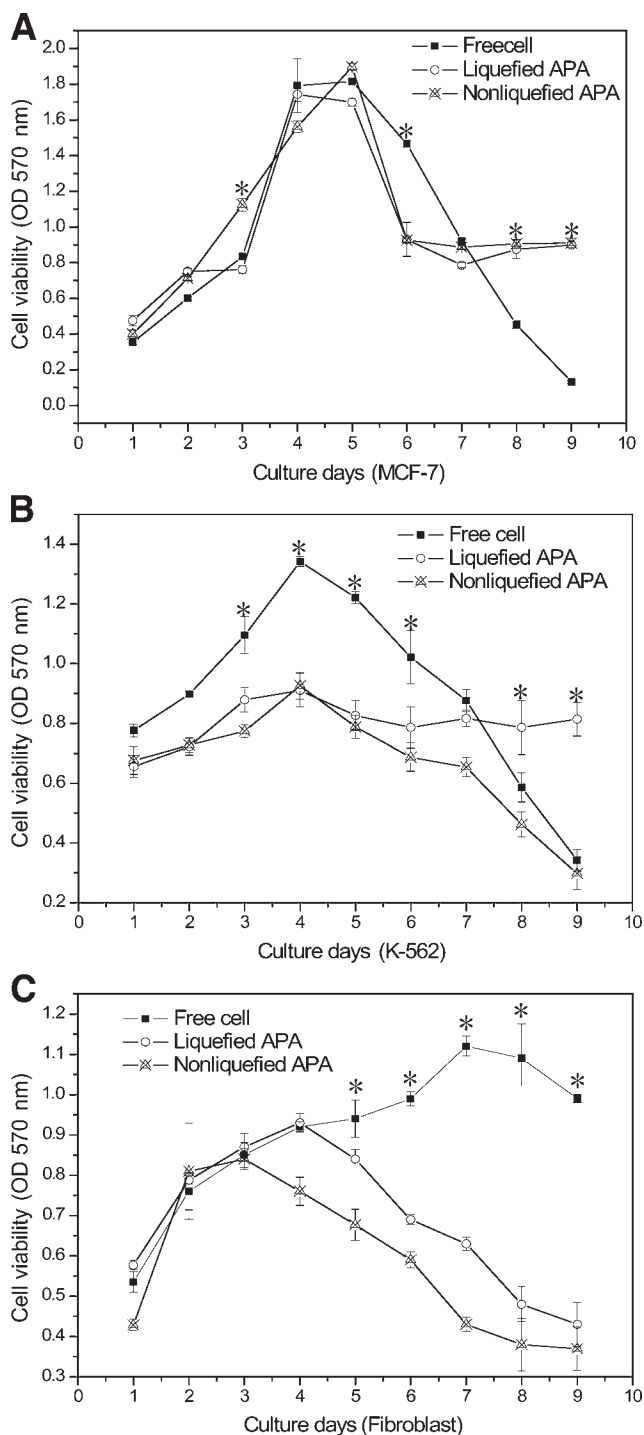 A
Freecell
Liquefied APA
Nonliquefied APA
Cell viability (OD 570 nm)
2.0
1.8
1.6
1.4
1.2
1.0
0.8
0.6
0.4
0.2
0.0
* * * *
0 1 2 3 4 5 6 7 8 9 10
Culture days (MCF-7)
B
Free cell
Liquefied APA
Nonliquefied APA
Cell viability (OD 570 nm)
1.4
1.2
1.0
0.8
0.6
0.4
0.2
* * * * * *
0 1 2 3 4 5 6 7 8 9 10
Culture days (K-562)
C
Free cell
Liquefied APA
Nonliquefied APA
Cell viability (OD 570 nm)
1.2
1.1
1.0
0.9
0.8
0.7
0.6
0.5
0.4
0.3
* * * * *
0 1 2 3 4 5 6 7 8 9 10
Culture days (Fibroblast)